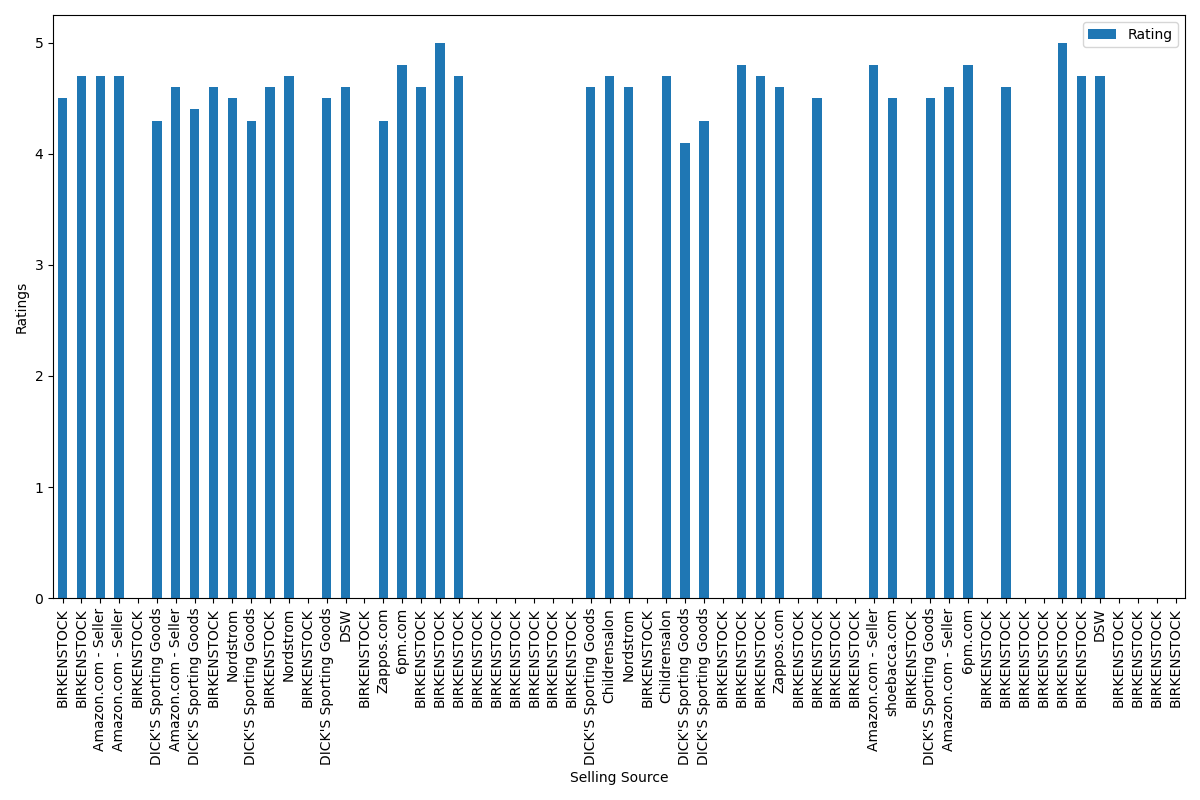 Rating
5
4
3
2
1
0
Ratings
BIRKENSTOCK
BIRKENSTOCK
Amazon.com - Seller
Amazon.com - Seller
BIRKENSTOCK
DICK'S Sporting Goods
Amazon.com - Seller
DICK'S Sporting Goods
BIRKENSTOCK
Nordstrom
DICK'S Sporting Goods
BIRKENSTOCK
Nordstrom
BIRKENSTOCK
DICK'S Sporting Goods
DSW
BIRKENSTOCK
Zappos.com
6pm.com
BIRKENSTOCK
BIRKENSTOCK
BIRKENSTOCK
BIRKENSTOCK
BIRKENSTOCK
BIRKENSTOCK
BIRKENSTOCK
BIRKENSTOCK
BIRKENSTOCK
DICK'S Sporting Goods
Childrensalon
Nordstrom
BIRKENSTOCK
Childrensalon
DICK'S Sporting Goods
DICK'S Sporting Goods
BIRKENSTOCK
BIRKENSTOCK
BIRKENSTOCK
Zappos.com
BIRKENSTOCK
BIRKENSTOCK
BIRKENSTOCK
BIRKENSTOCK
Amazon.com - Seller
shoebacca.com
BIRKENSTOCK
DICK'S Sporting Goods
Amazon.com - Seller
6pm.com
BIRKENSTOCK
BIRKENSTOCK
BIRKENSTOCK
BIRKENSTOCK
BIRKENSTOCK
BIRKENSTOCK
DSW
BIRKENSTOCK
BIRKENSTOCK
BIRKENSTOCK
BIRKENSTOCK
Selling Source